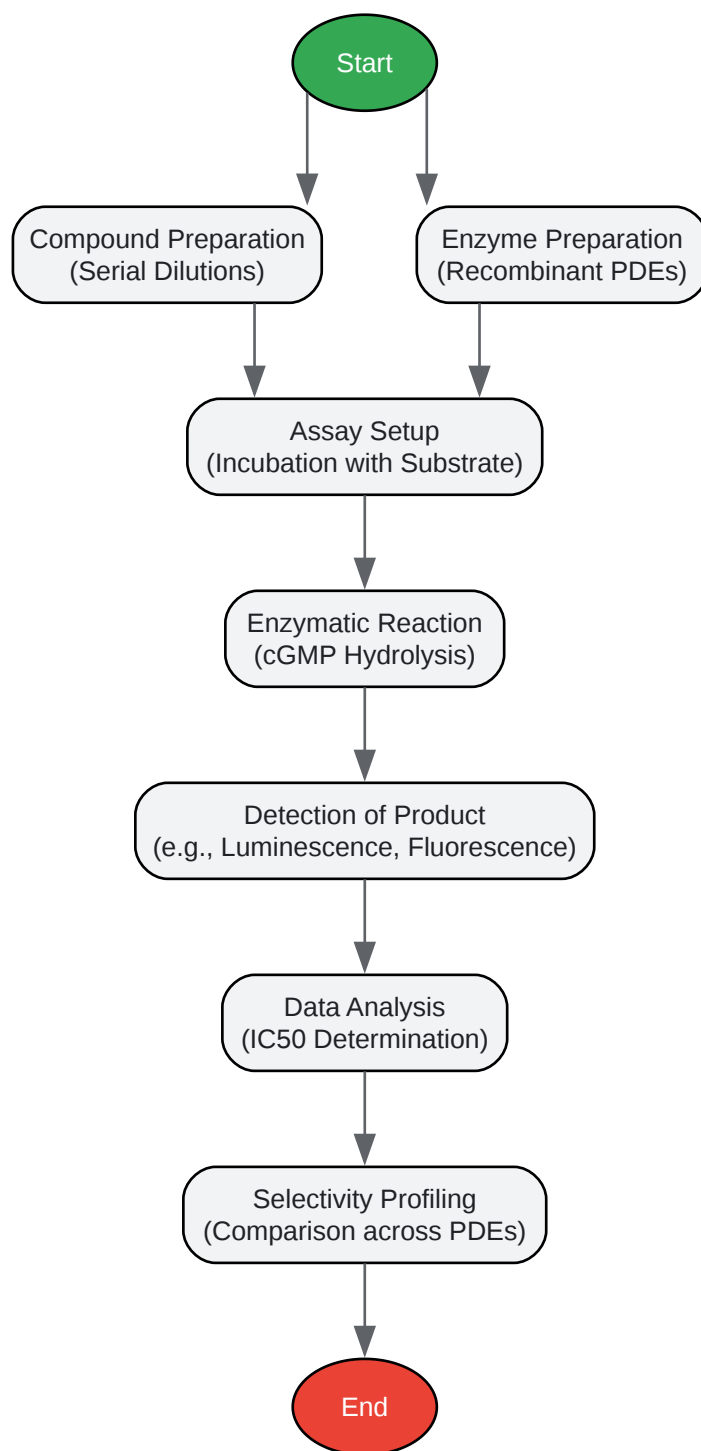 Start
Compound Preparation
(Serial Dilutions)
Enzyme Preparation
(Recombinant PDEs)
Assay Setup
(Incubation with Substrate)
Enzymatic Reaction
(cGMP Hydrolysis)
Detection of Product
(e.g., Luminescence, Fluorescence)
Data Analysis
(IC50 Determination)
Selectivity Profiling
(Comparison across PDEs)
End